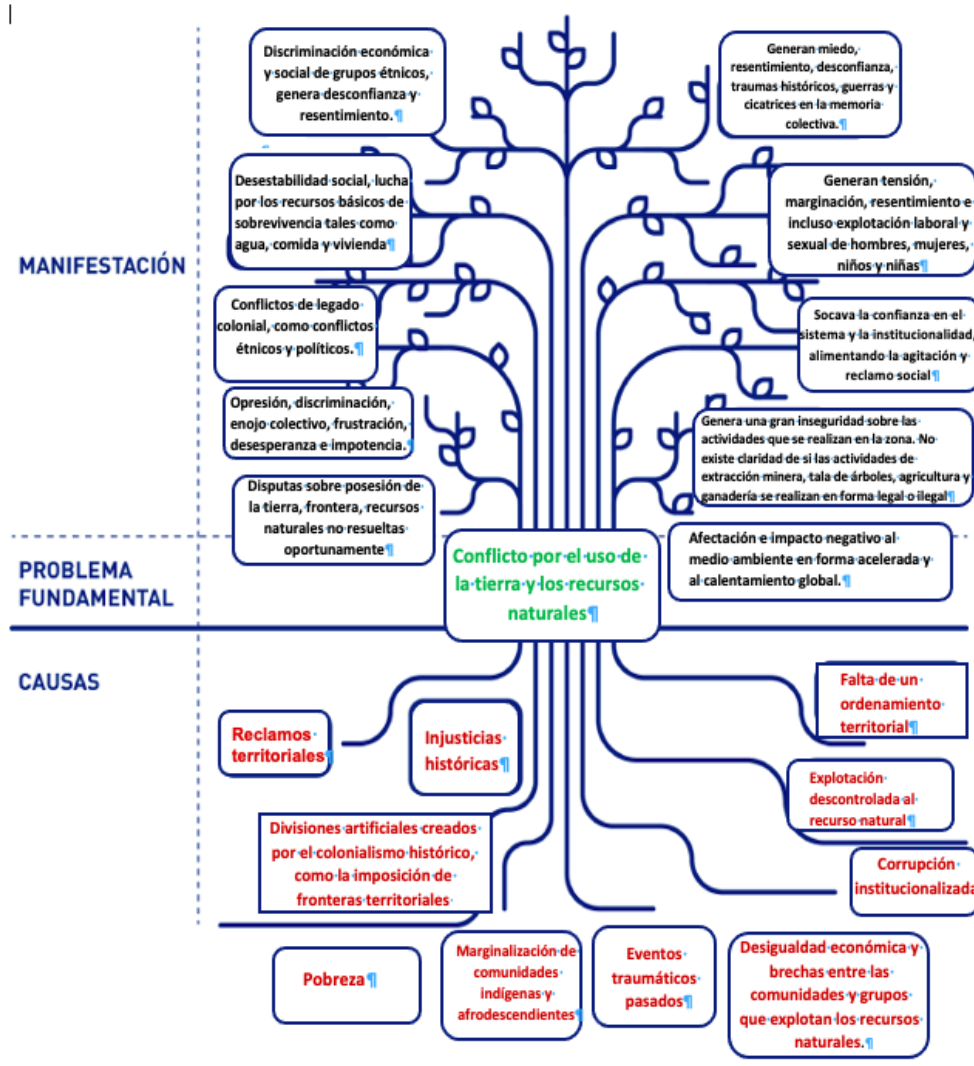 Discriminación económica
y social de grupos étnicos,
genera desconfianza y
resentimiento.¶
Generan miedo,
resentimiento, desconfianza,
traumas históricos, guerras y
cicatrices en la memoria
colectiva.¶
Desestabilidad social, lucha
por los recursos básicos de
sobrevivencia tales como
agua, comida y vivienda¶
Generan tensión,
marginación, resentimiento e
incluso explotación laboral y
sexual de hombres, mujeres,
niños y niñas¶
MANIFESTACIÓN
Conflictos de legado
colonial, como conflictos
étnicos y políticos.¶
Socava la confianza en el
sistema y la institucionalidad,
alimentando la agitación y
reclamo social¶
Opresión, discriminación,
enojo colectivo, frustración,
desesperanza e impotencia.¶
Genera una gran inseguridad sobre las
actividades que se realizan en la zona. No
existe claridad de si las actividades de
extracción minera, tala de árboles, agricultura y
ganadería se realizan en forma legal o ilegal¶
Disputas sobre posesión de
la tierra, frontera, recursos
naturales no resueltas
oportunamente¶
PROBLEMA
FUNDAMENTAL
Conflicto por el uso de
la tierra y los recursos
naturales¶
Afectación e impacto negativo al
medio ambiente en forma acelerada y
al calentamiento global.¶
CAUSAS
Reclamos
territoriales¶
Injusticias
históricas¶
Falta de un
ordenamiento
territorial¶
Explotación
descontrolada al
recurso natural¶
Divisiones artificiales creados
por el colonialismo histórico,
como la imposición de
fronteras territoriales
Corrupción
institucionalizada
Pobreza¶
Marginalización de
comunidades
indígenas y
afrodescendientes¶
Eventos
traumáticos
pasados¶
Desigualdad económica y
brechas entre las
comunidades y grupos
que explotan los recursos
naturales.¶